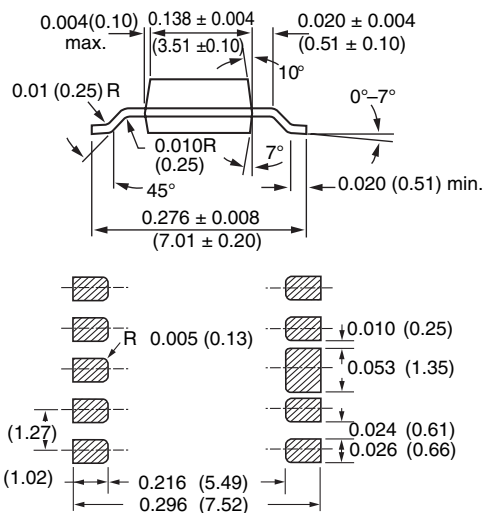 0.004(0.10) 0.138 ± 0.004 0.020 ± 0.004
max. (3.51 ±0.10) (0.51 ± 0.10)
10°
0.01 (0.25) R 0°–7°
0.010R 7°
(0.25)
45° 0.020 (0.51) min.
0.276 ± 0.008
(7.01 ± 0.20)
R 0.005 (0.13) 0.010 (0.25)
0.053 (1.35)
(1.27) 0.024 (0.61)
0.026 (0.66)
(1.02) 0.216 (5.49)
0.296 (7.52)